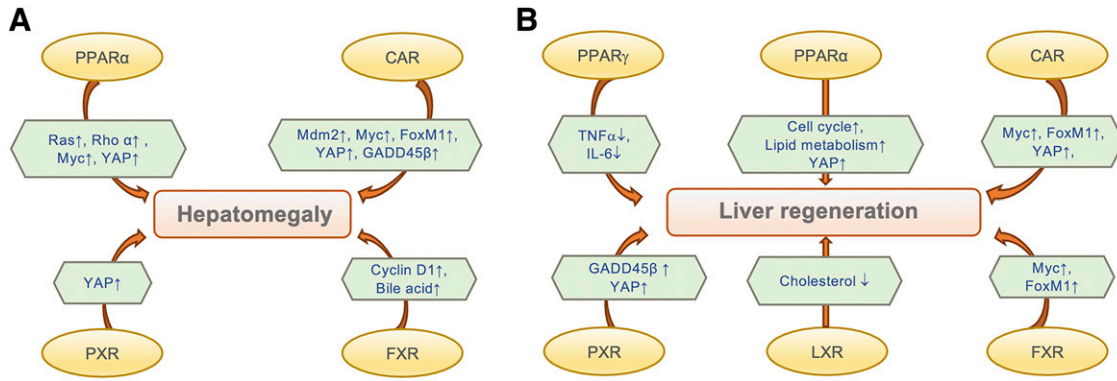 A
PPARα
CAR
Ras↑, Rho α↑ ,
Myc↑, YAP↑
Mdm2↑, Myc↑, FoxM1↑,
YAP↑, GADD45β↑
Hepatomegaly
YAP↑
Cyclin D1↑,
Bile acid↑
PXR
FXR
B
PPARγ
PPARα
CAR
TNFα↓,
IL-6↓
Cell cycle↑,
Lipid metabolism↑
YAP↑
Myc↑, FoxM1↑,
YAP↑,
Liver regeneration
GADD45β ↑
YAP↑
Cholesterol ↓
Myc↑,
FoxM1↑
PXR
LXR
FXR